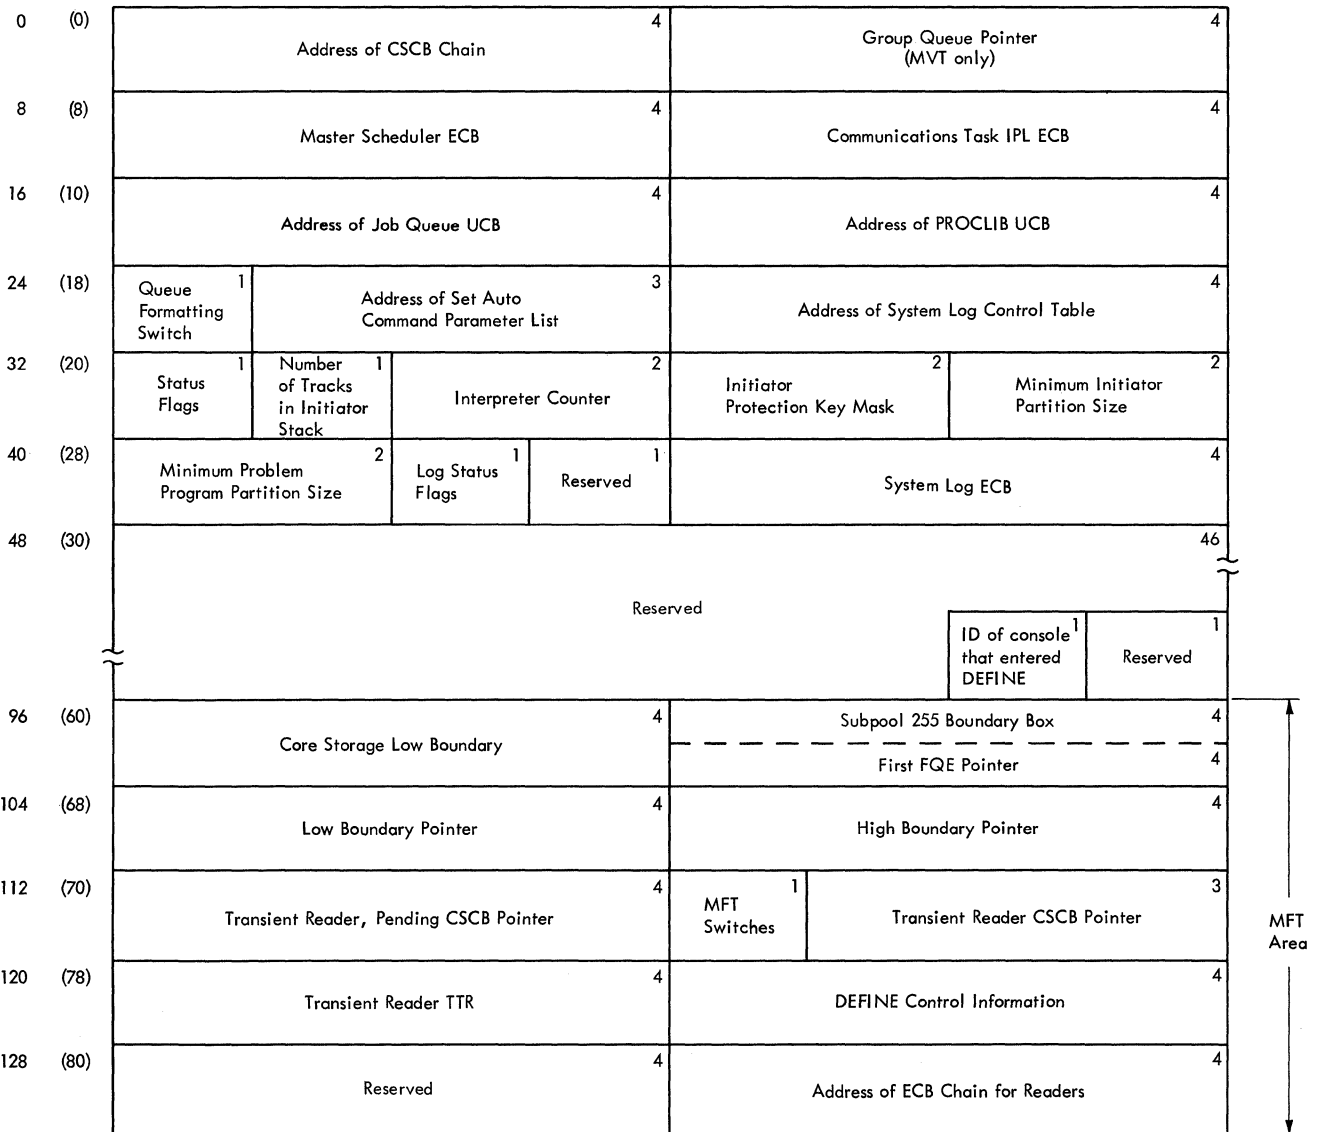 0 (0) 4 4
Address of CSCB Chain
Group Queue Pointer
(MVT only)
8 (8) 4 4
Master Scheduler ECB
Communications Task IPL ECB
16 (10) 4 4
Address of Job Queue UCB
Address of PROCLIB UCB
24 (18) 1 3 4
Queue
Formatting
Switch
Address of Set Auto
Command Parameter List
Address of System Log Control Table
32 (20) 1 1 2 2 2
Status
Flags
Number
of Tracks
in Initiator
Stack
Interpreter Counter
Initiator
Protection Key Mask
Minimum Initiator
Partition Size
40 (28) 2 1 1 4
Minimum Problem
Program Partition Size
Log Status
Flags
Reserved
System Log ECB
48 (30) 46
Reserved
ID of console 1
that entered
DEFINE
Reserved 1
96 (60) 4 4
Core Storage Low Boundary
Subpool 255 Boundary Box
First FQE Pointer 4
104 (68) 4 4
Low Boundary Pointer
High Boundary Pointer
112 (70) 4 1 3
Transient Reader, Pending CSCB Pointer
MFT
Switches
Transient Reader CSCB Pointer
MFT
Area
120 (78) 4 4
Transient Reader TTR
DEFINE Control Information
128 (80) 4 4
Reserved
Address of ECB Chain for Readers